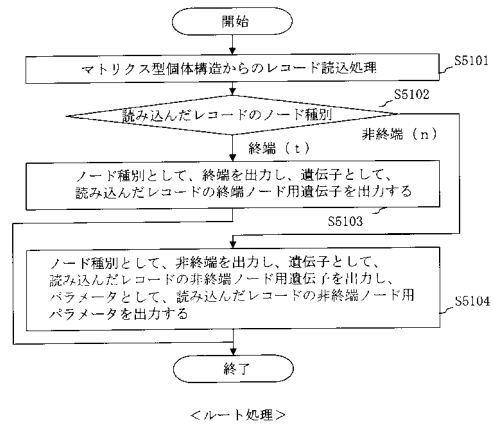 開始
マトリクス型個体構造からのレコード読込処理
S5101
S5102
読み込んだレコードのノード種別
非終端（n）
終端（t）
ノード種別として、終端を出力し、遺伝子として、
読み込んだレコードの終端ノード用遺伝子を出力する
S5103
ノード種別として、非終端を出力し、遺伝子として、
読み込んだレコードの非終端ノード用遺伝子を出力し、
パラメータとして、読み込んだレコードの非終端ノード用
パラメータを出力する
S5104
終了
＜ルート処理＞